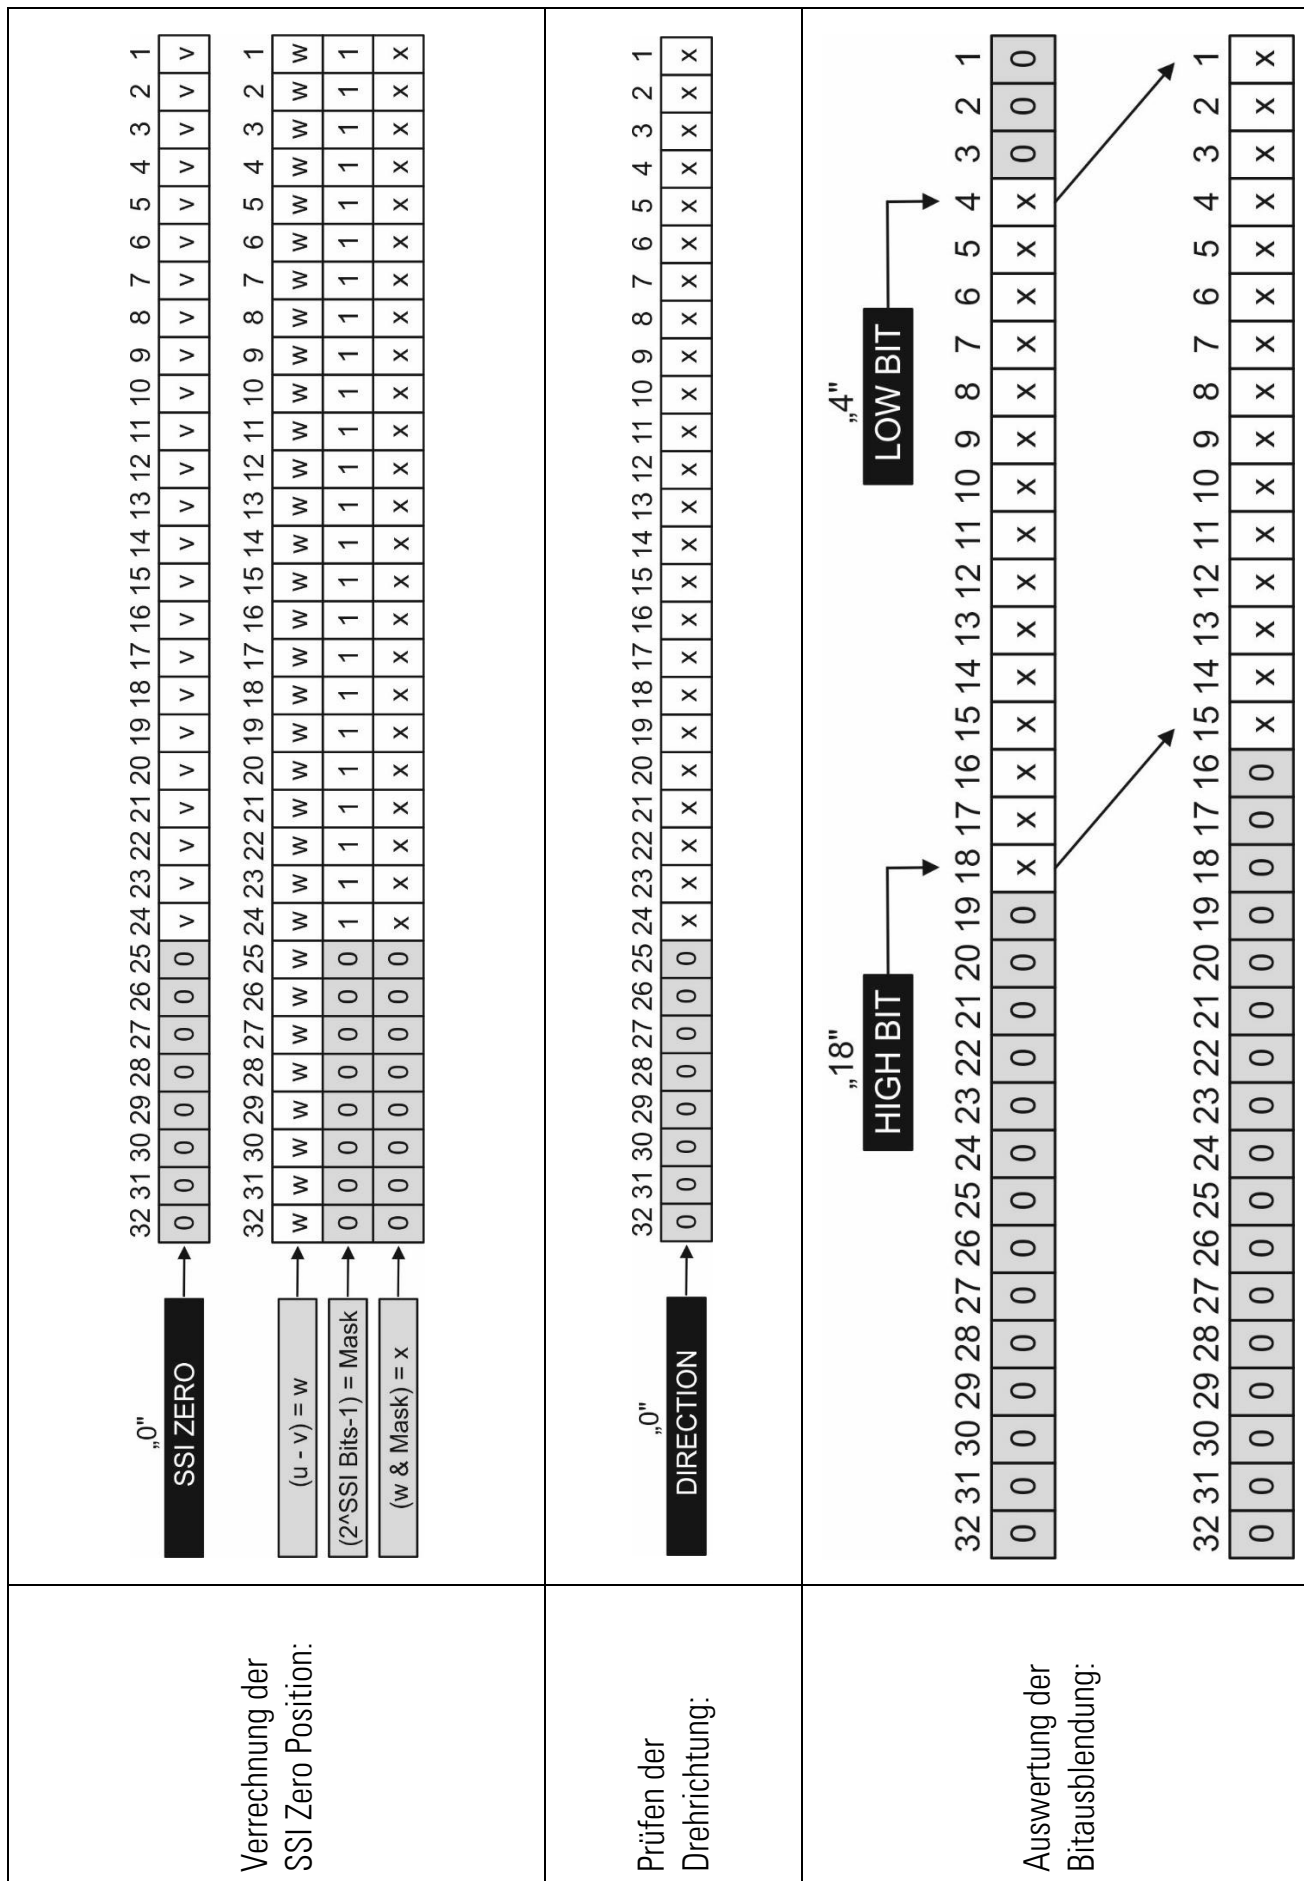 Verrechnung der
SSI Zero Position:
„0"
SSI ZERO
32 31 30 29 28 27 26 25 24 23 22 21 20 19 18 17 16 15 14 13 12 11 10 9 8 7 6 5 4 3 2 1
0 0 0 0 0 0 0 0 v v v v v v v v v v v v v v v v v v v v v v v v
32 31 30 29 28 27 26 25 24 23 22 21 20 19 18 17 16 15 14 13 12 11 10 9 8 7 6 5 4 3 2 1
(u - v) = w
w w w w w w w w w w w w w w w w w w w w w w w w w w w w w w w w
(2^SSI Bits-1) = Mask
0 0 0 0 0 0 0 0 1 1 1 1 1 1 1 1 1 1 1 1 1 1 1 1 1 1 1 1 1 1 1 1
(w & Mask) = x
0 0 0 0 0 0 0 0 x x x x x x x x x x x x x x x x x x x x x x x x
Prüfen der
Drehrichtung:
„0"
DIRECTION
32 31 30 29 28 27 26 25 24 23 22 21 20 19 18 17 16 15 14 13 12 11 10 9 8 7 6 5 4 3 2 1
0 0 0 0 0 0 0 0 x x x x x x x x x x x x x x x x x x x x x x x x
Auswertung der
Bitausblendung:
„18"
HIGH BIT
„4"
LOW BIT
32 31 30 29 28 27 26 25 24 23 22 21 20 19 18 17 16 15 14 13 12 11 10 9 8 7 6 5 4 3 2 1
0 0 0 0 0 0 0 0 0 0 0 0 0 0 x x x x x x x x x x x x x x x 0 0 0
32 31 30 29 28 27 26 25 24 23 22 21 20 19 18 17 16 15 14 13 12 11 10 9 8 7 6 5 4 3 2 1
0 0 0 0 0 0 0 0 0 0 0 0 0 0 0 0 0 x x x x x x x x x x x x x x x